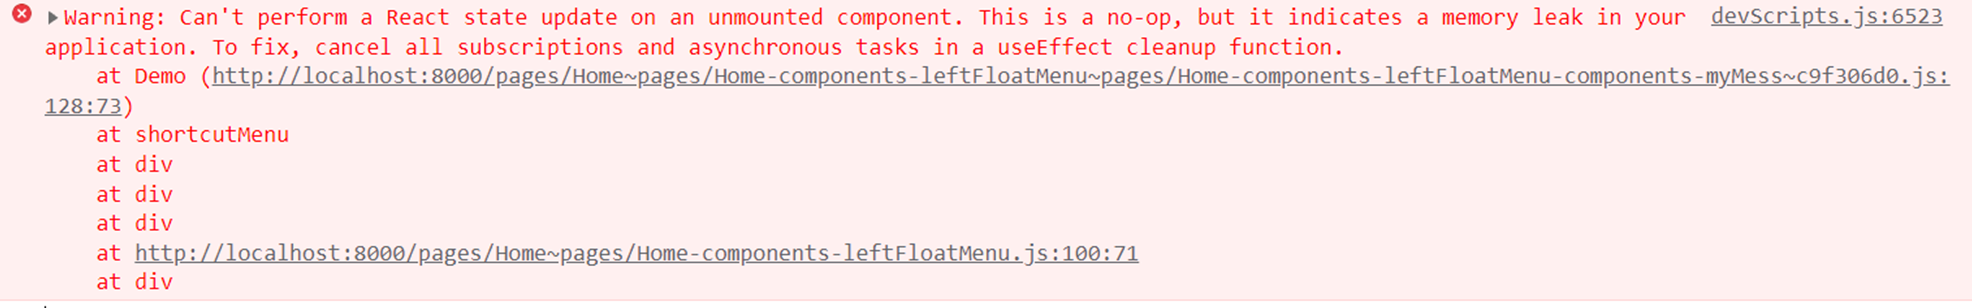 Warning: Can't perform a React state update on an unmounted component. This is a no-op, but it indicates a memory leak in your devScripts.js:6523
application. To fix, cancel all subscriptions and asynchronous tasks in a useEffect cleanup function.
at Demo (http://localhost:8000/pages/Home~pages/Home-components-leftFloatMenu~pages/Home-components-leftFloatMenu-components-myMess~c9f306d0.js:
128:73)
at shortcutMenu
at div
at div
at div
at http://localhost:8000/pages/Home~pages/Home-components-leftFloatMenu.js:100:71
at div